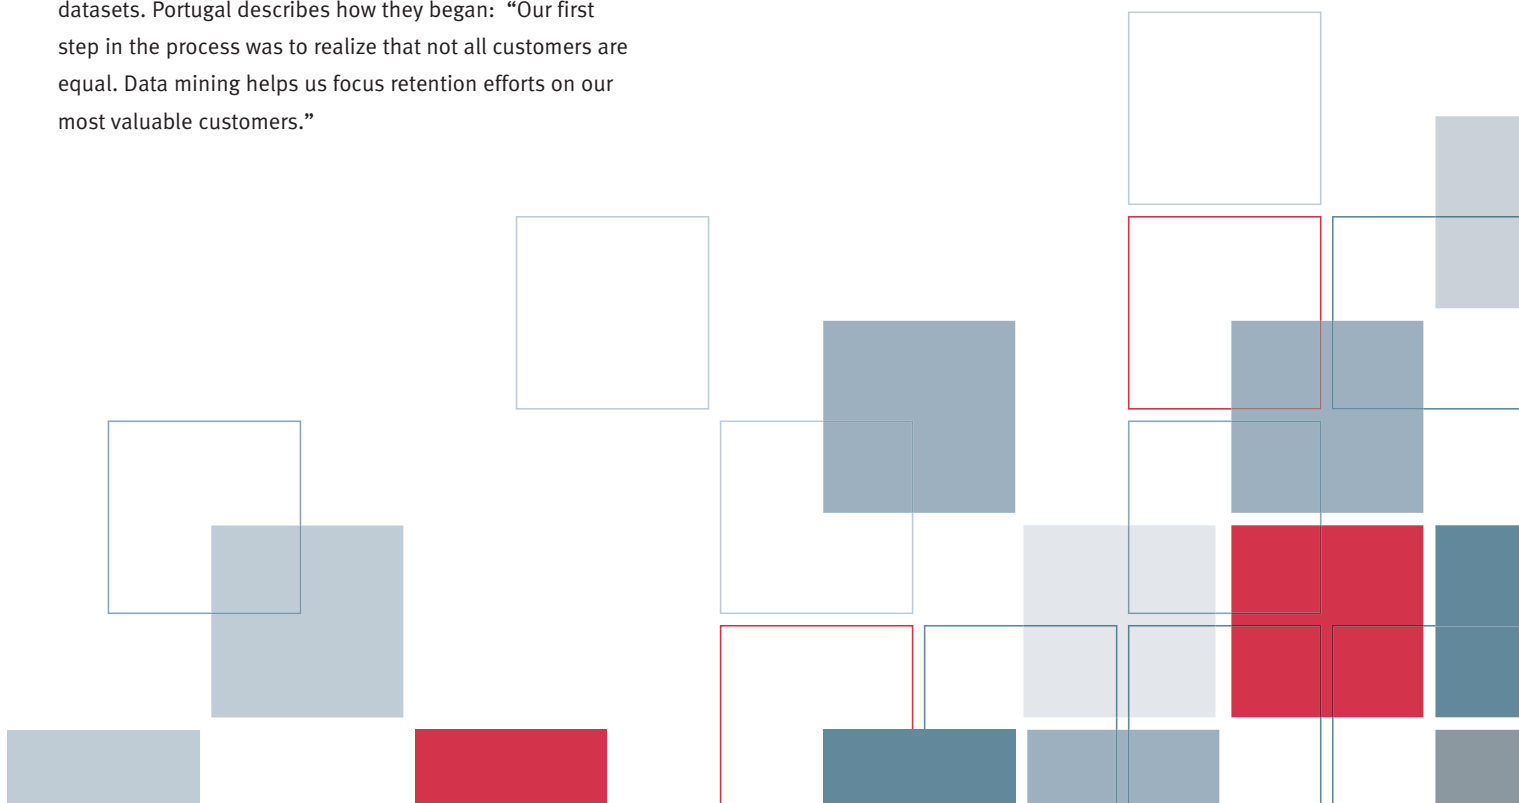 datasets. Portugal describes how they began:  “Our first
step in the process was to realize that not all customers are
equal. Data mining helps us focus retention efforts on our
most valuable customers.”